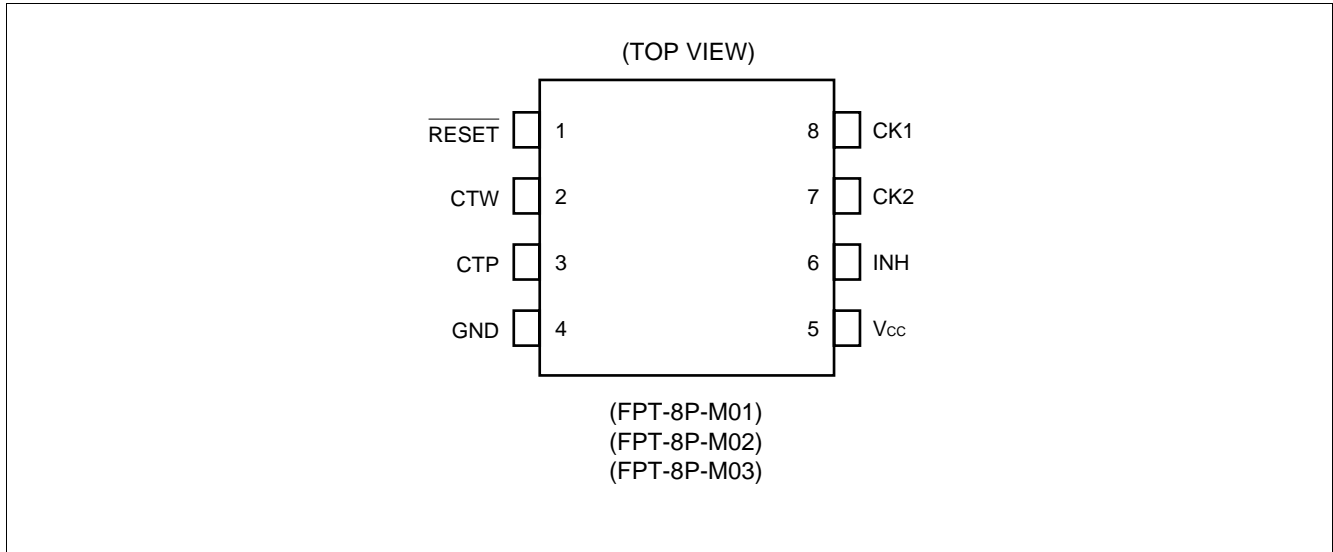 (TOP VIEW)
RESET 1 8 CK1
CTW 2 7 CK2
CTP 3 6 INH
GND 4 5 Vcc
(FPT-8P-M01)
(FPT-8P-M02)
(FPT-8P-M03)